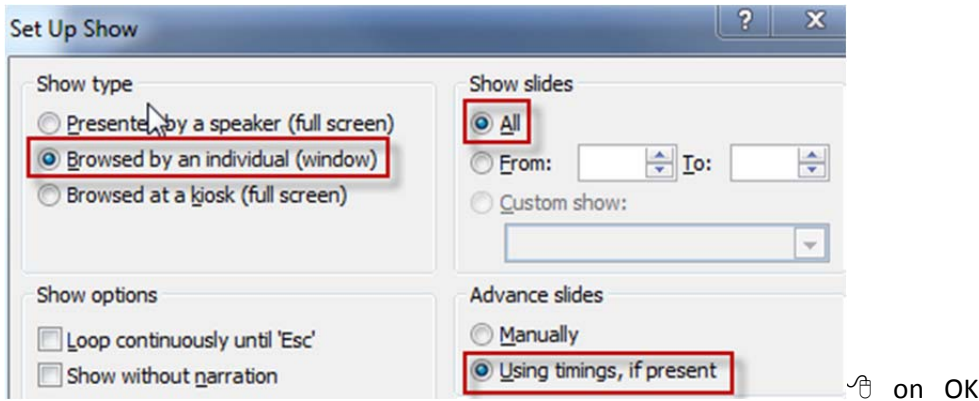 Set Up Show
Show type
Presented by a speaker (full screen)
Browsed by an individual (window)
Browsed at a kiosk (full screen)
Show slides
All
From: To:
Custom show:
Show options
Loop continuously until 'Esc'
Show without narration
Advance slides
Manually
Using timings, if present
on OK